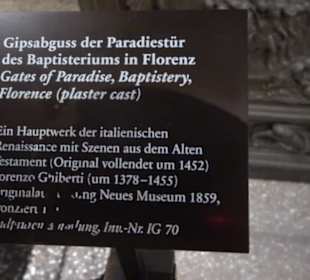 Gipsabguss der Paradiestür
des Baptisteriums in Florenz
Gates of Paradise, Baptistery,
Florence (plaster cast)
Ein Hauptwerk der italienischen
Renaissance mit Szenen aus dem Alten
Testament (Original vollendet um 1452)
Lorenzo Ghiberti (um 1378–1455)
Neues Museum 1859,
Inv.-Nr. IG 70